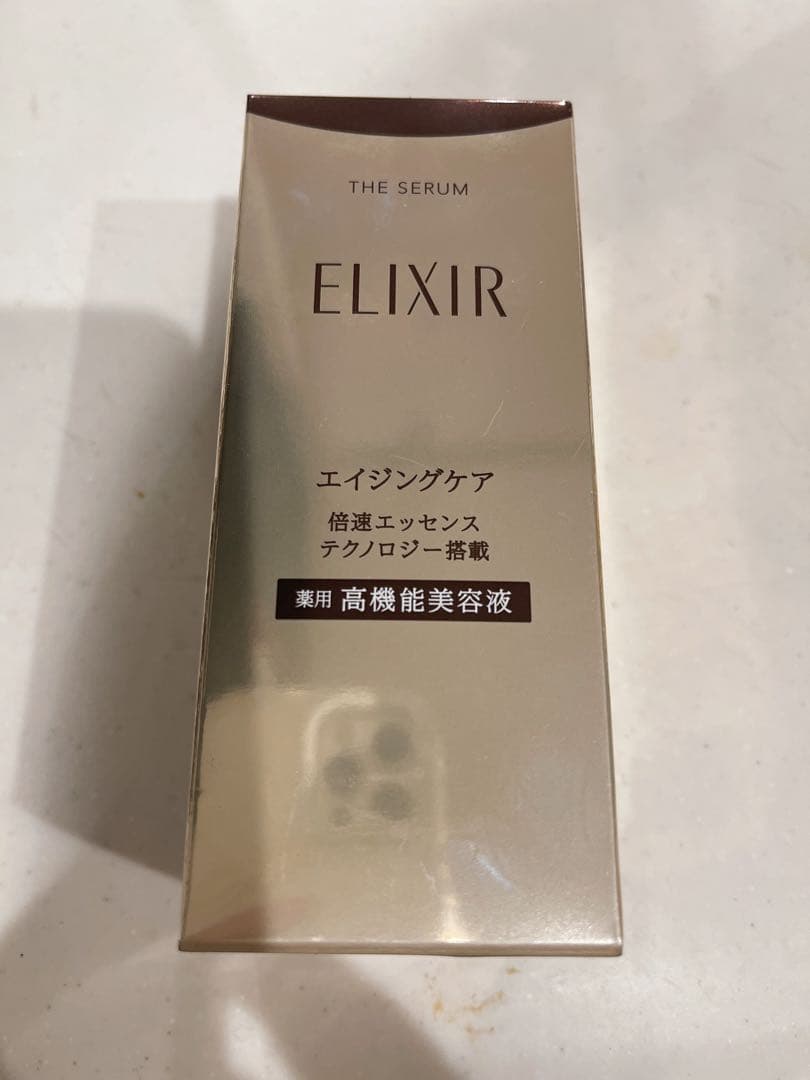 THE SERUM
ELIXIR
エイジングケア
倍速エッセンス
テクノロジー搭載
薬用 高機能美容液